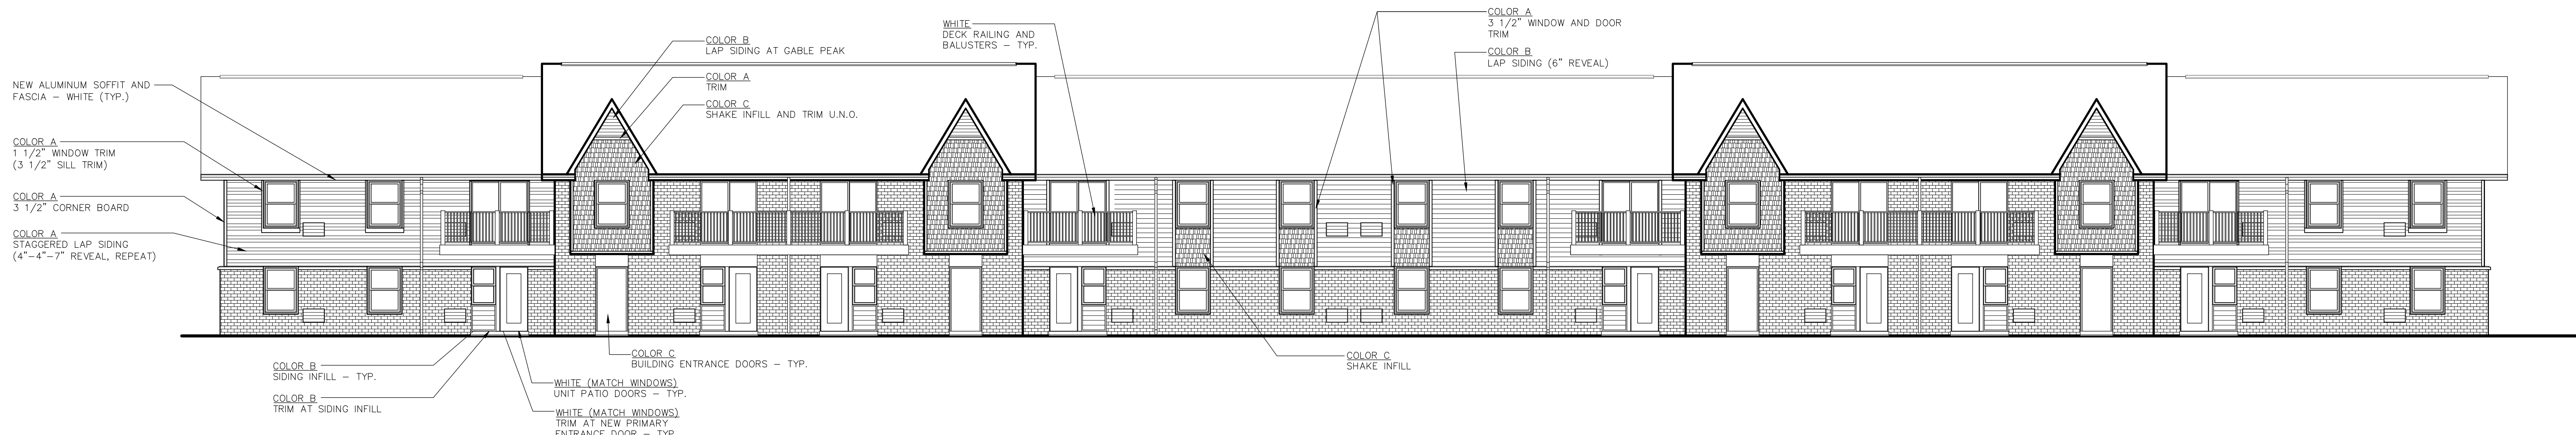 COLOR B
LAP SIDING AT GABLE PEAK
COLOR A
TRIM
COLOR C
SHAKE INFILL AND TRIM U.N.O.
WHITE
DECK RAILING AND
BALUSTERS – TYP.
COLOR A
3 1/2" WINDOW AND DOOR
TRIM
COLOR B
LAP SIDING (6" REVEAL)
NEW ALUMINUM SOFFIT AND
FASCIA – WHITE (TYP.)
COLOR A
1 1/2" WINDOW TRIM
(3 1/2" SILL TRIM)
COLOR A
3 1/2" CORNER BOARD
COLOR A
STAGGERED LAP SIDING
(4"–4"–7" REVEAL, REPEAT)
COLOR B
SIDING INFILL – TYP.
COLOR B
TRIM AT SIDING INFILL
COLOR C
BUILDING ENTRANCE DOORS – TYP.
WHITE (MATCH WINDOWS)
UNIT PATIO DOORS – TYP.
WHITE (MATCH WINDOWS)
TRIM AT NEW PRIMARY
ENTRANCE DOOR – TYP
COLOR C
SHAKE INFILL